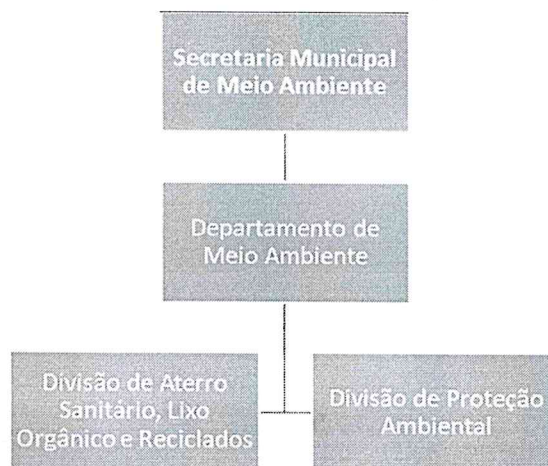 Secretaria Municipal
de Meio Ambiente
Departamento de
Meio Ambiente
Divisão de Aterro
Sanitário, Lixo
Orgânico e Reciclados
Divisão de Proteção
Ambiental